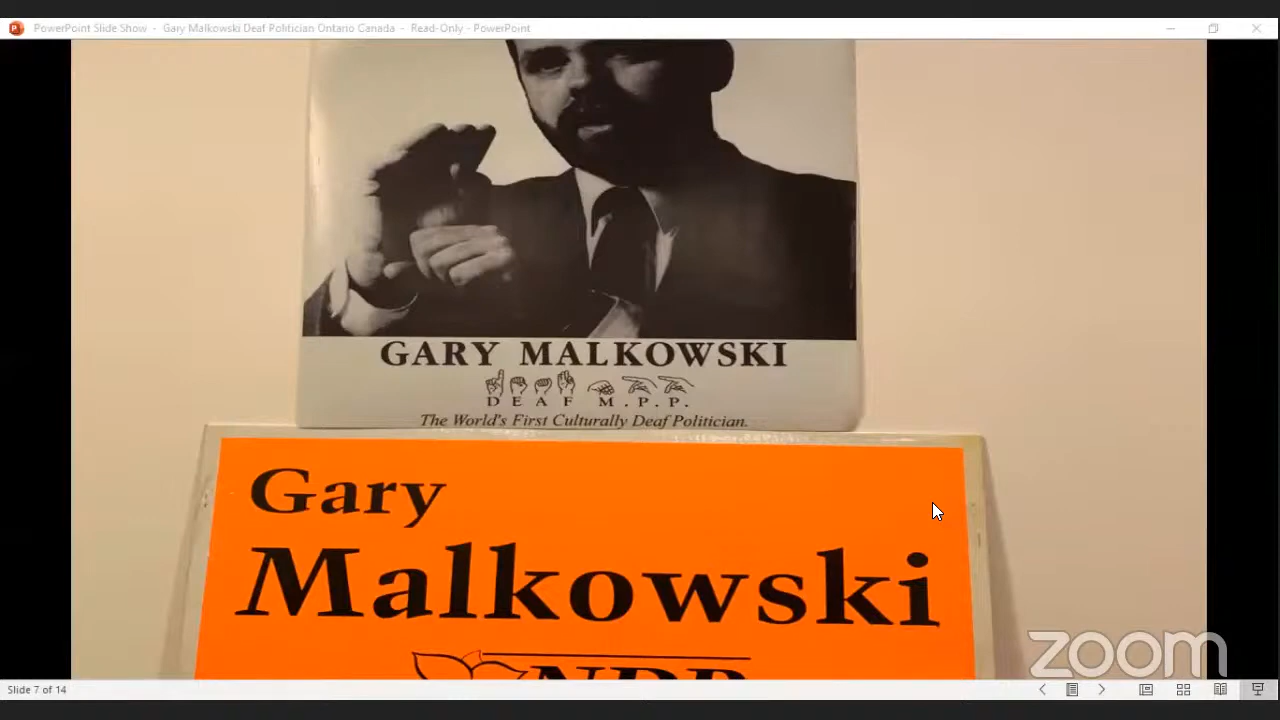 PowerPoint Slide Show - Gary Malkowski Deaf Politician Ontario Canada - Read-Only - PowerPoint
GARY MALKOWSKI
DEAF M.P.P.
The World's First Culturally Deaf Politician.
Gary
Malkowski
NDP
zoom
Slide 7 of 14